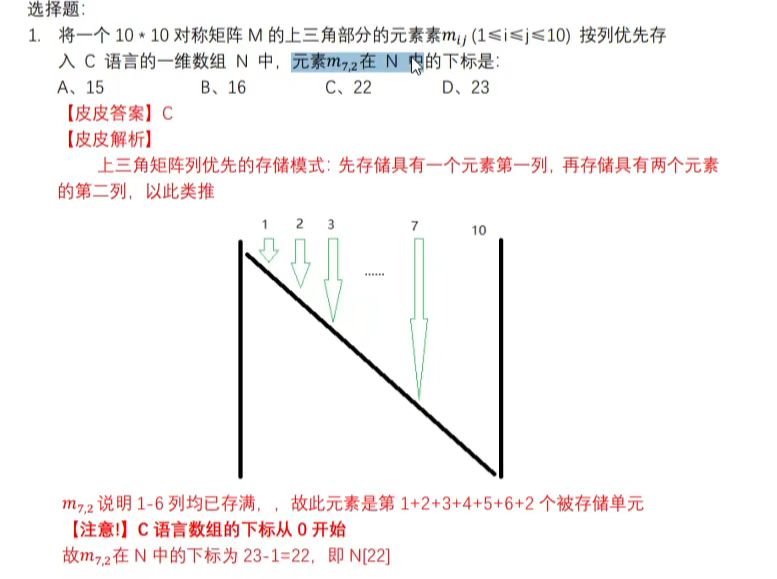 选择题：
1. 将一个 10 * 10 对称矩阵 M 的上三角部分的元素素m_{ij} (1≤i≤j≤10) 按列优先存
入 C 语言的一维数组 N 中，元素m_{7,2}在 N 内的下标是:
A、15 B、16 C、22 D、23
【皮皮答案】C
【皮皮解析】
上三角矩阵列优先的存储模式：先存储具有一个元素第一列，再存储具有两个元素
的第二列，以此类推
1 2 3 7 10
……
m_{7,2}说明 1-6 列均已存满，，故此元素是第 1+2+3+4+5+6+2 个被存储单元
【注意!】C 语言数组的下标从 0 开始
故m_{7,2}在 N 中的下标为 23-1=22，即 N[22]